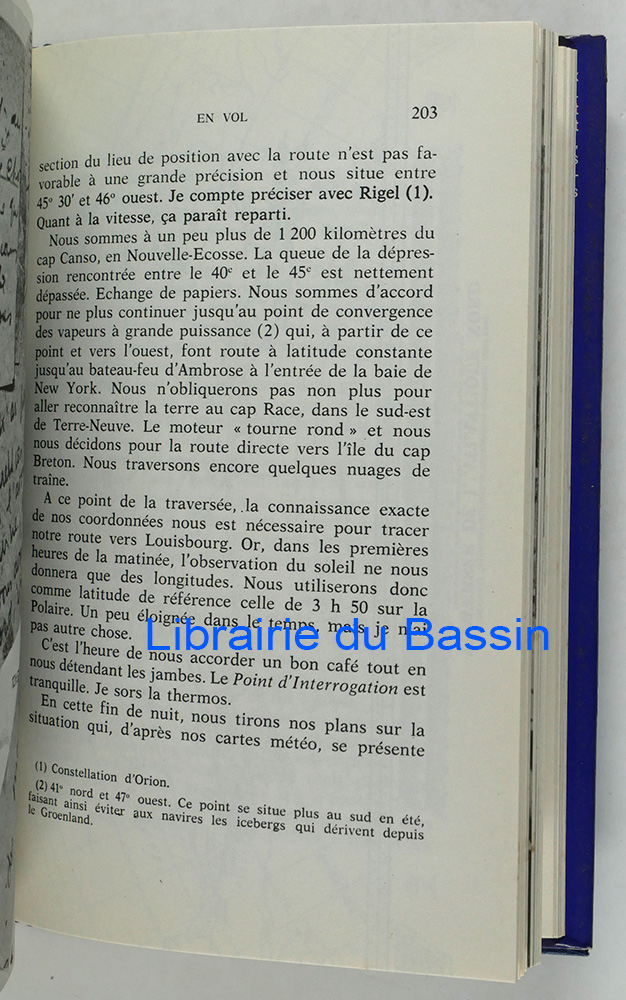 EN VOL 203
section du lieu de position avec la route n'est pas fa-
vorable à une grande précision et nous situe entre
45° 30' et 46° ouest. Je compte préciser avec Rigel (1).
Quant à la vitesse, ça paraît reparti.
Nous sommes à un peu plus de 1 200 kilomètres du
cap Canso, en Nouvelle-Ecosse. La queue de la dépres-
sion rencontrée entre le 40e et le 45e est nettement
dépassée. Echange de papiers. Nous sommes d'accord
pour ne plus continuer jusqu'au point de convergence
des vapeurs à grande puissance (2) qui, à partir de ce
point et vers l'ouest, font route à latitude constante
jusqu'au bateau-feu d'Ambrose à l'entrée de la baie de
New York. Nous n'obliquerons pas non plus pour
aller reconnaître la terre au cap Race, dans le sud-est
de Terre-Neuve. Le moteur « tourne rond » et nous
nous décidons pour la route directe vers l'île du cap
Breton. Nous traversons encore quelques nuages de
traîne.
A ce point de la traversée, la connaissance exacte
de nos coordonnées nous est nécessaire pour tracer
notre route vers Louisbourg. Or, dans les premières
heures de la matinée, l'observation du soleil ne nous
donnera que des longitudes. Nous utiliserons donc
comme latitude de référence celle de 3 h 50 sur la
Polaire. Un peu éloignée dans le temps, mais je n'ai
pas autre chose.
Librairie du Bassin
C'est l'heure de nous accorder un bon café tout en
nous détendant les jambes. Le Point d'Interrogation est
tranquille. Je sors la thermos.
En cette fin de nuit, nous tirons nos plans sur la
situation qui, d'après nos cartes météo, se présente
(1) Constellation d'Orion.
(2) 41° nord et 47° ouest. Ce point se situe plus au sud en été,
faisant ainsi éviter aux navires les icebergs qui dérivent depuis
le Groenland.